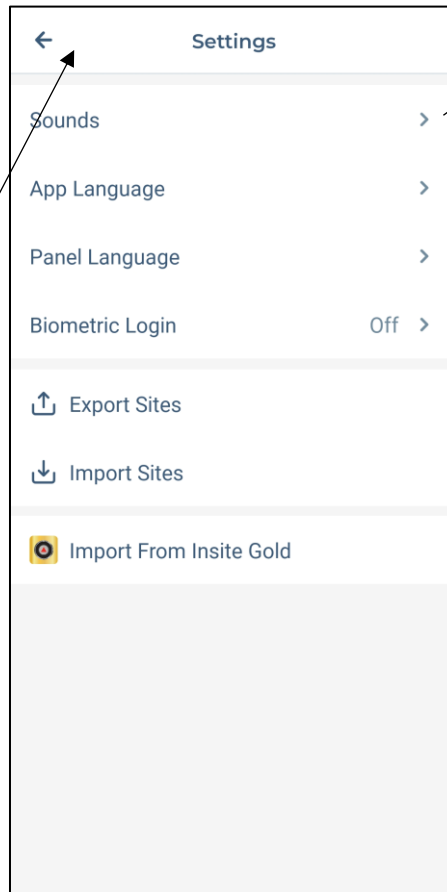 Settings
Sounds
App Language
Panel Language
Biometric Login Off
Export Sites
Import Sites
Import From Insite Gold